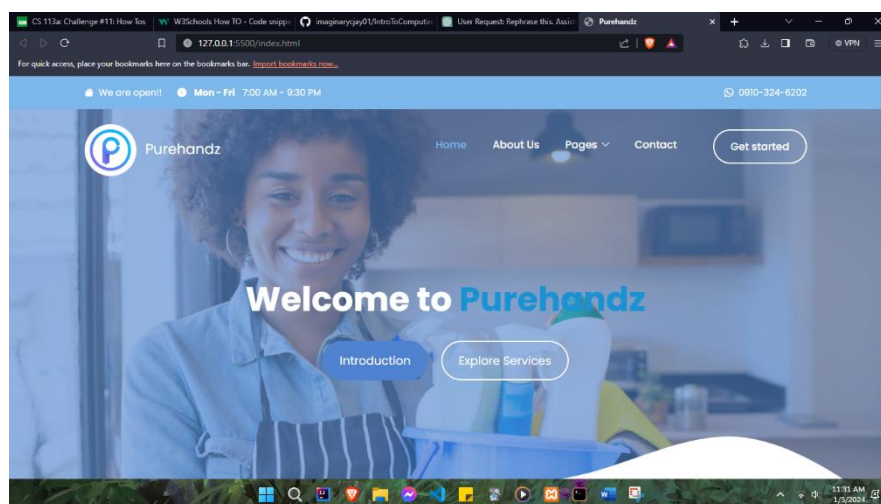 CS 113a: Challenge #11: How Tos
W3Schools How TO - Code snippe
imaginarycjay01/IntroToComputin
User Request: Rephrase this. Assist
Purehandz
127.0.0.1:5500/index.html
VPN
For quick access, place your bookmarks here on the bookmarks bar. Import bookmarks now...
We are open!! Mon - Fri 7:00 AM - 9:30 PM
0910-324-6202
P
Purehandz
Home About Us Pages Contact Get started
Welcome to Purehandz
Introduction Explore Services
11:31 AM
1/5/2024